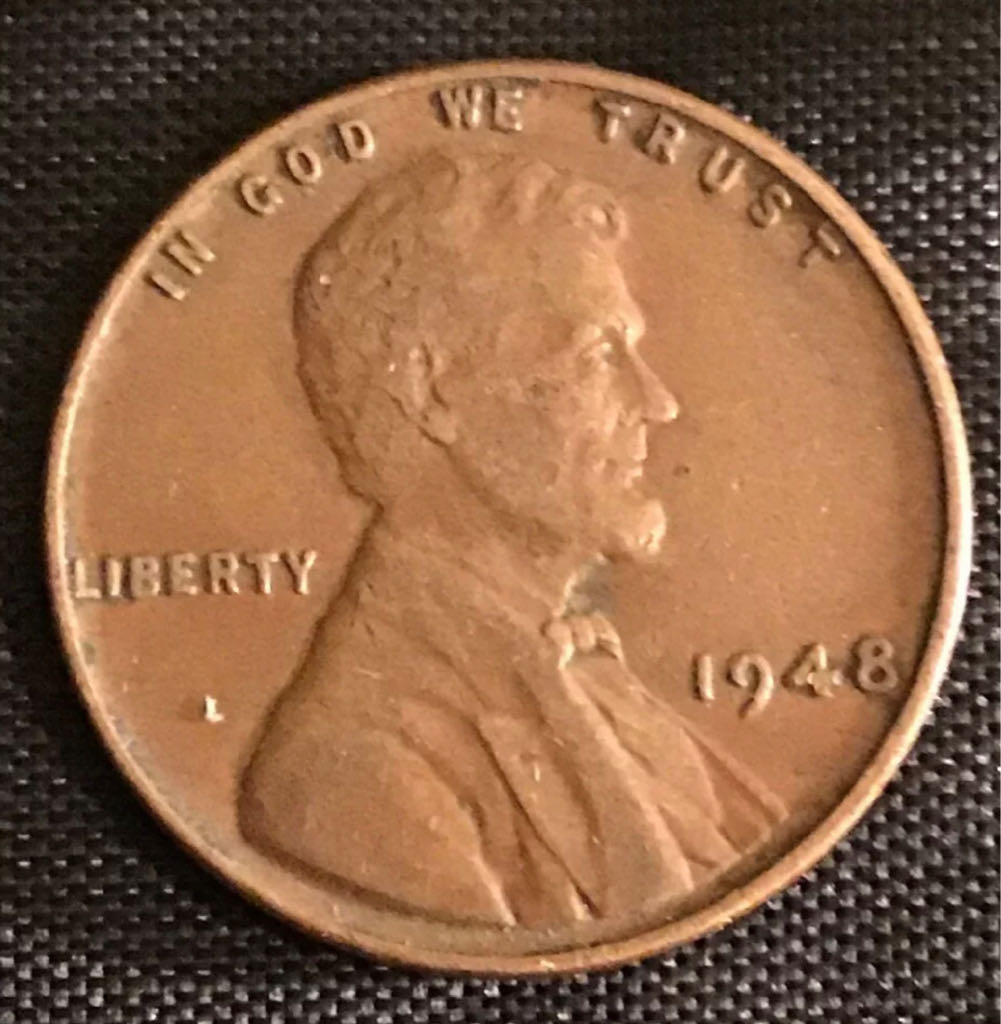 IN GOD WE TRUST
LIBERTY
1948
L